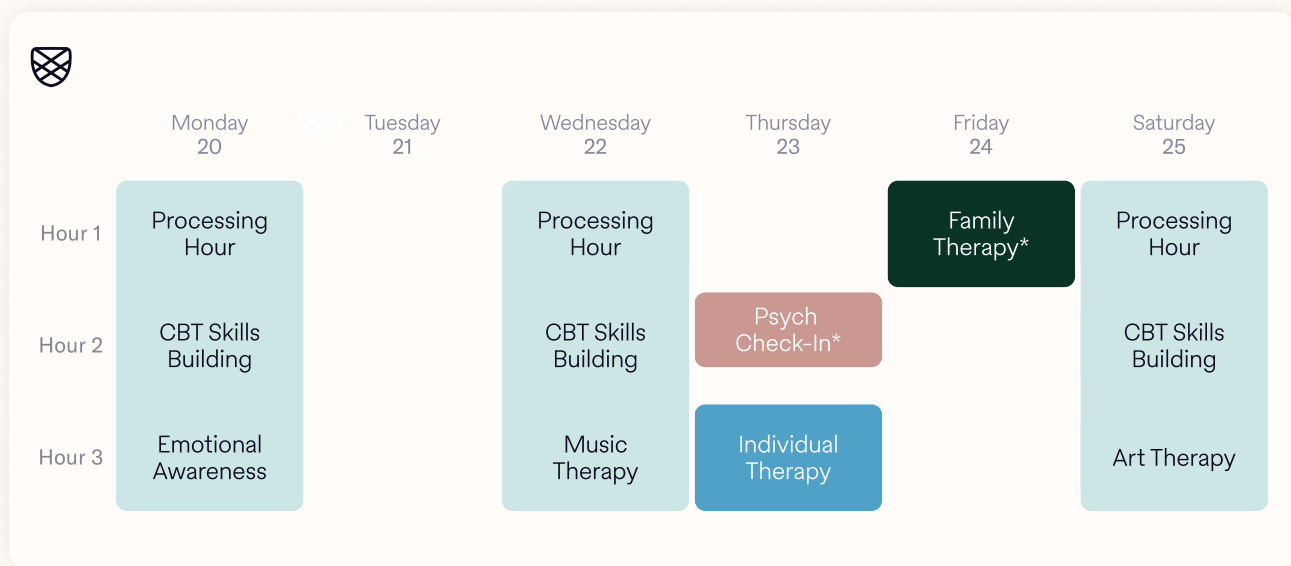 Monday
20
Tuesday
21
Wednesday
22
Thursday
23
Friday
24
Saturday
25
Hour 1
Processing
Hour
Processing
Hour
Family
Therapy*
Processing
Hour
Hour 2
CBT Skills
Building
CBT Skills
Building
Psych
Check-In*
CBT Skills
Building
Hour 3
Emotional
Awareness
Music
Therapy
Individual
Therapy
Art Therapy